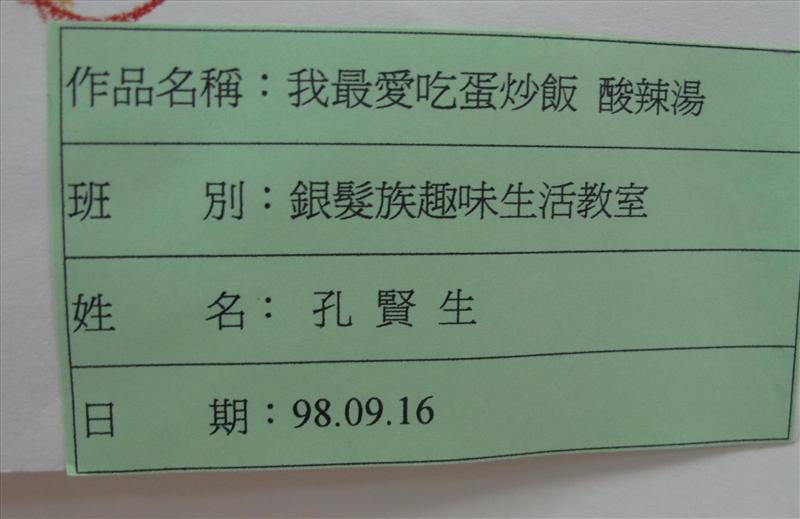 作品名稱：我最愛吃蛋炒飯 酸辣湯
班 別：銀髮族趣味生活教室
姓 名： 孔 賢 生
日 期：98.09.16